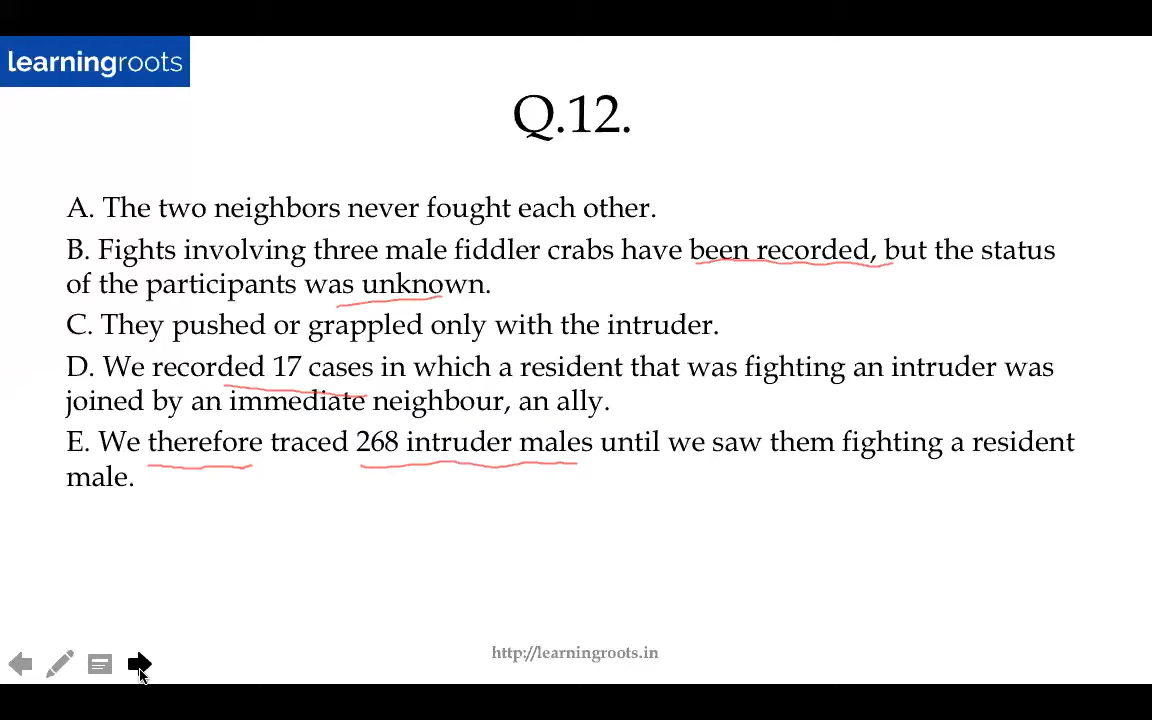 learningroots
Q.12.
A. The two neighbors never fought each other.
B. Fights involving three male fiddler crabs have been recorded, but the status
of the participants was unknown.
C. They pushed or grappled only with the intruder.
D. We recorded 17 cases in which a resident that was fighting an intruder was
joined by an immediate neighbour, an ally.
E. We therefore traced 268 intruder males until we saw them fighting a resident
male.
http://learningroots.in